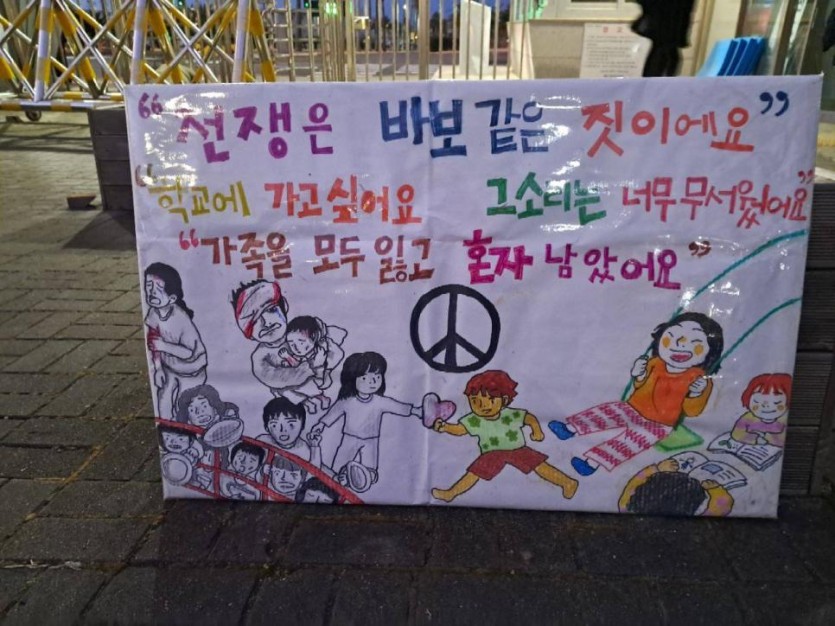 "전쟁은 바보 같은 짓이에요"
"학교에 가고 싶어요 그 소리는 너무 무서웠어요"
"가족을 모두 잃고 혼자 남았어요"